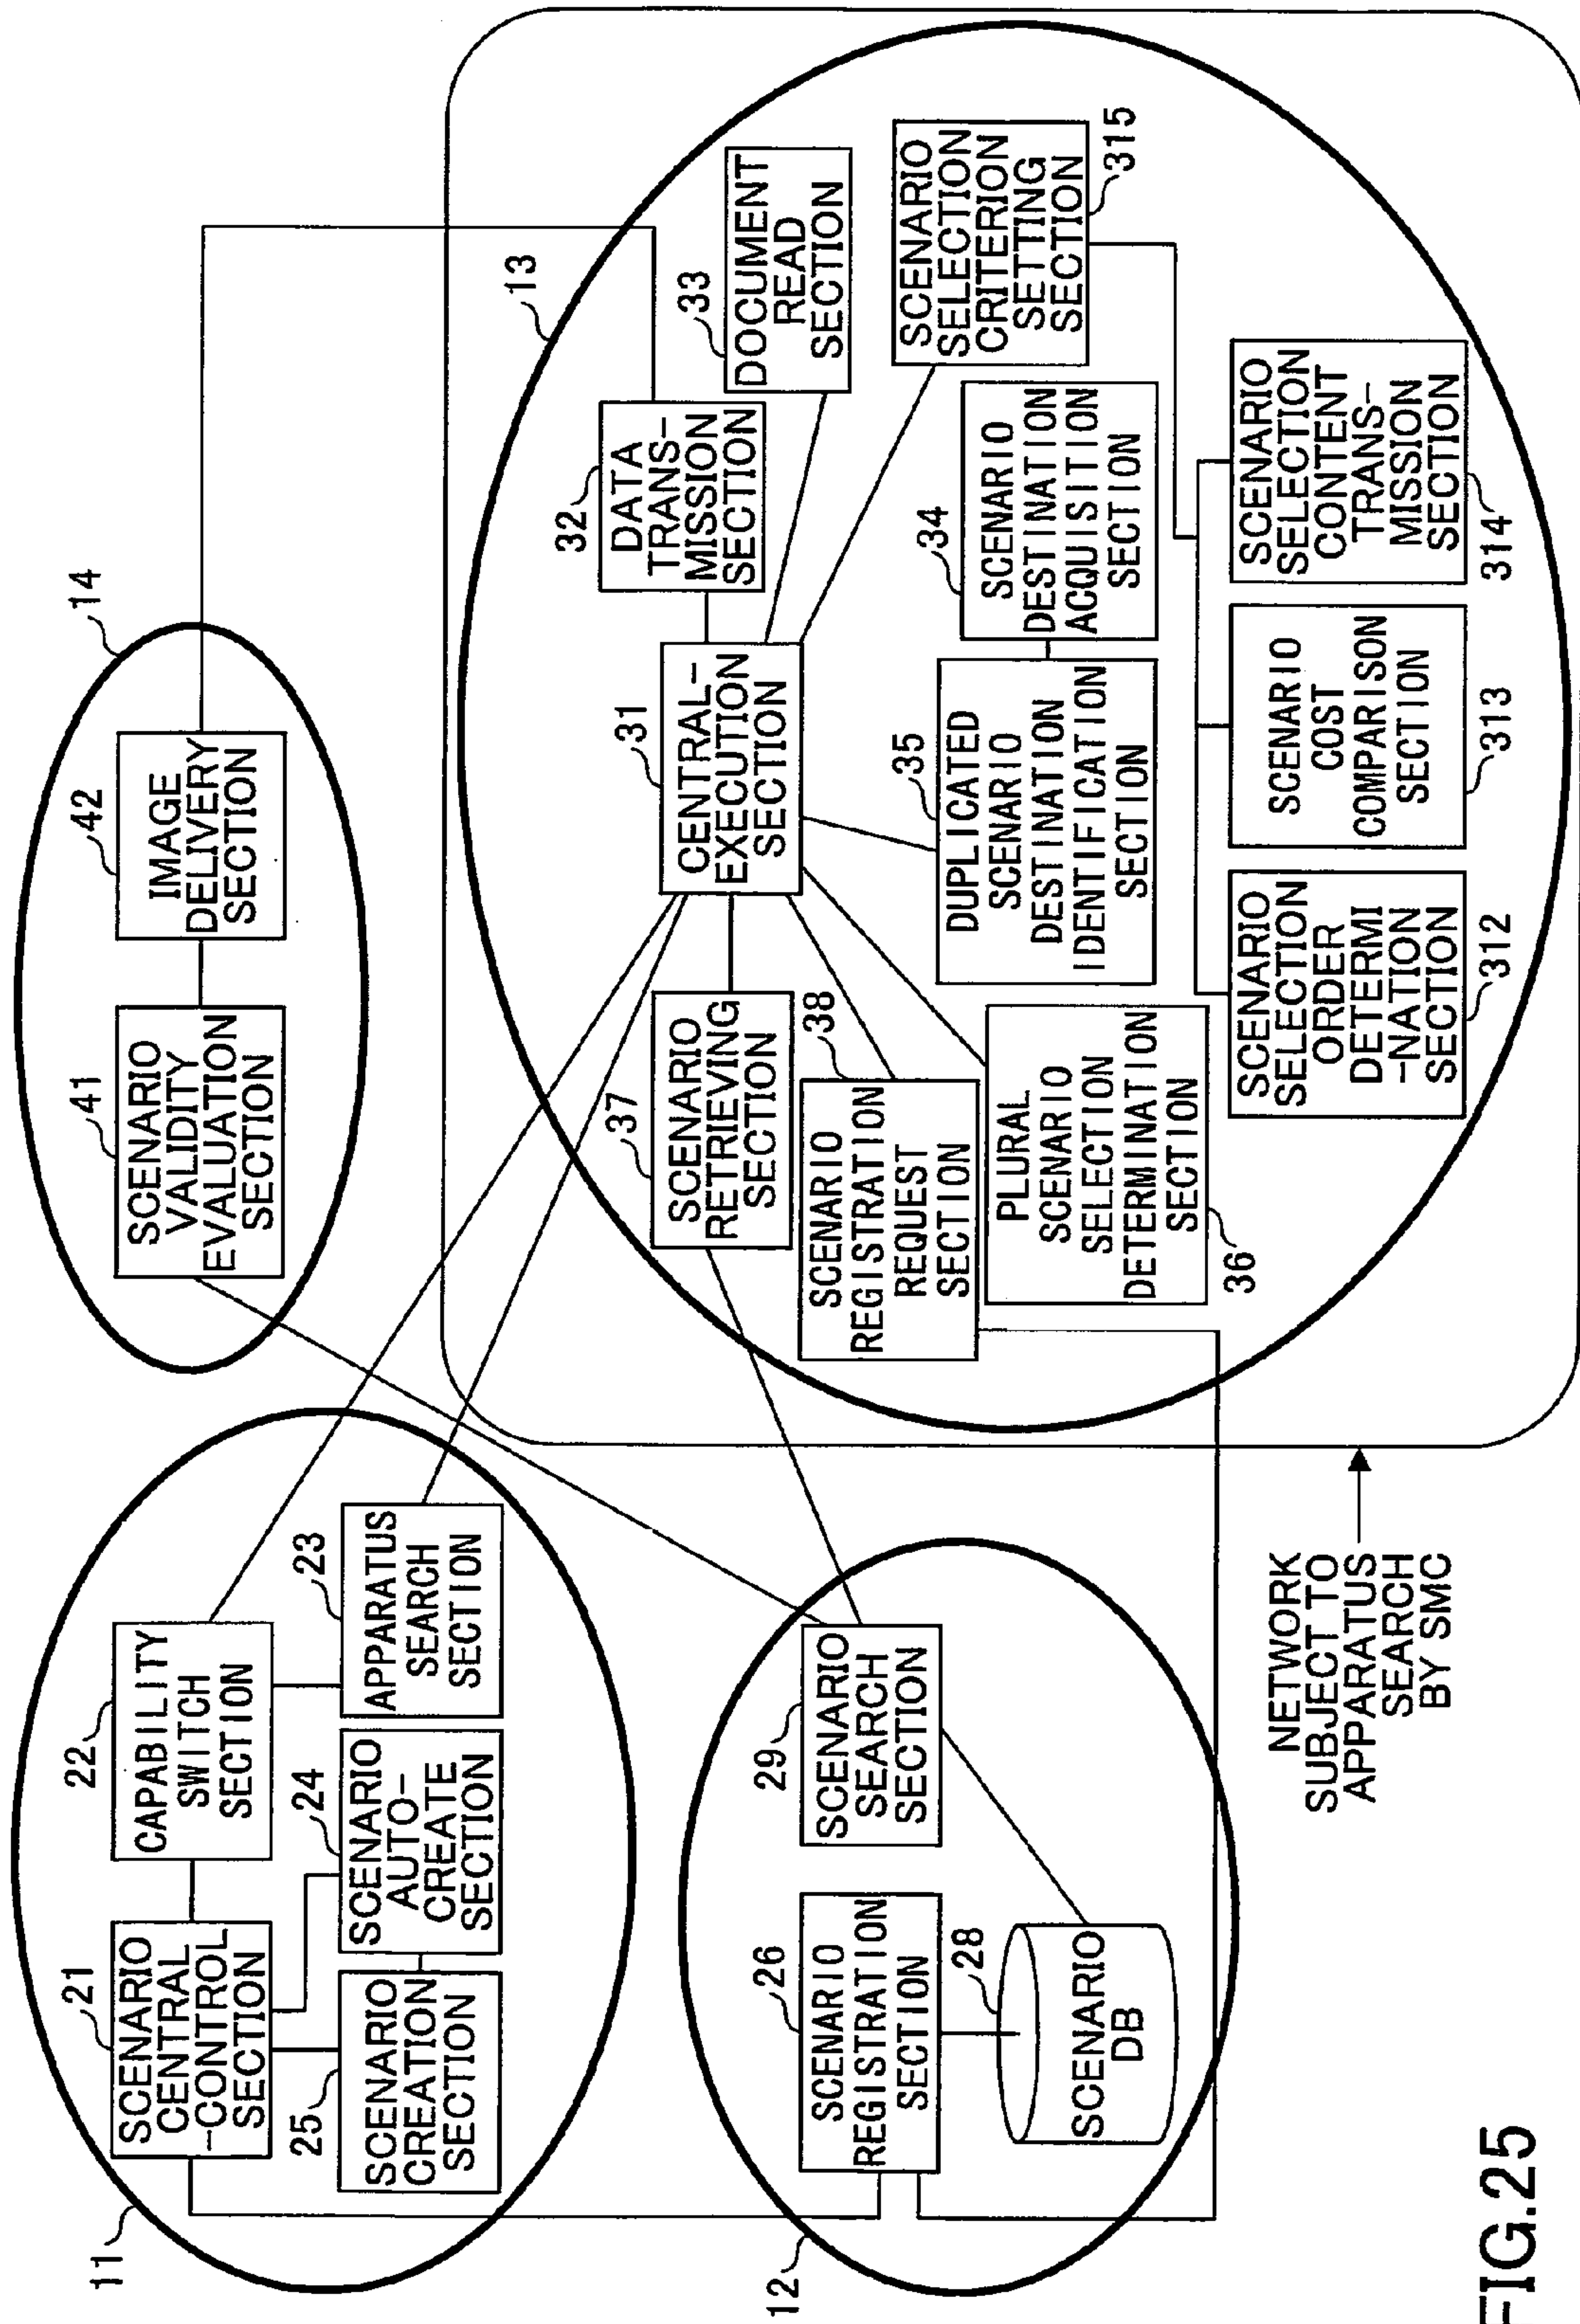 11
21
SCENARIO
CENTRAL
-CONTROL
SECTION
22
CAPABILITY
SWITCH
SECTION
23
APPARATUS
SEARCH
SECTION
24
SCENARIO
AUTO-
CREATE
SECTION
25
SCENARIO
CREATION
SECTION
14
41
SCENARIO
VALIDITY
EVALUATION
SECTION
42
IMAGE
DELIVERY
SECTION
12
26
SCENARIO
REGISTRATION
SECTION
28
SCENARIO
DB
29
SCENARIO
SEARCH
SECTION
13
31
CENTRAL-
EXECUTION
SECTION
32
DATA
TRANS-
MISSION
SECTION
33
DOCUMENT
READ
SECTION
37
SCENARIO
RETRIEVING
SECTION
38
SCENARIO
REGISTRATION
REQUEST
SECTION
35
DUPLICATED
SCENARIO
DESTINATION
IDENTIFICATION
SECTION
34
SCENARIO
DESTINATION
ACQUISITION
SECTION
SCENARIO
SELECTION
CRITERION
SETTING
SECTION
315
PLURAL
SCENARIO
SELECTION
DETERMINATION
SECTION
36
SCENARIO
SELECTION
ORDER
DETERMI
-NATION
SECTION
312
SCENARIO
COST
COMPARISON
SECTION
313
SCENARIO
SELECTION
CONTENT
TRANS-
MISSION
SECTION
314
NETWORK
SUBJECT TO
APPARATUS
SEARCH
BY SMC
FIG.25